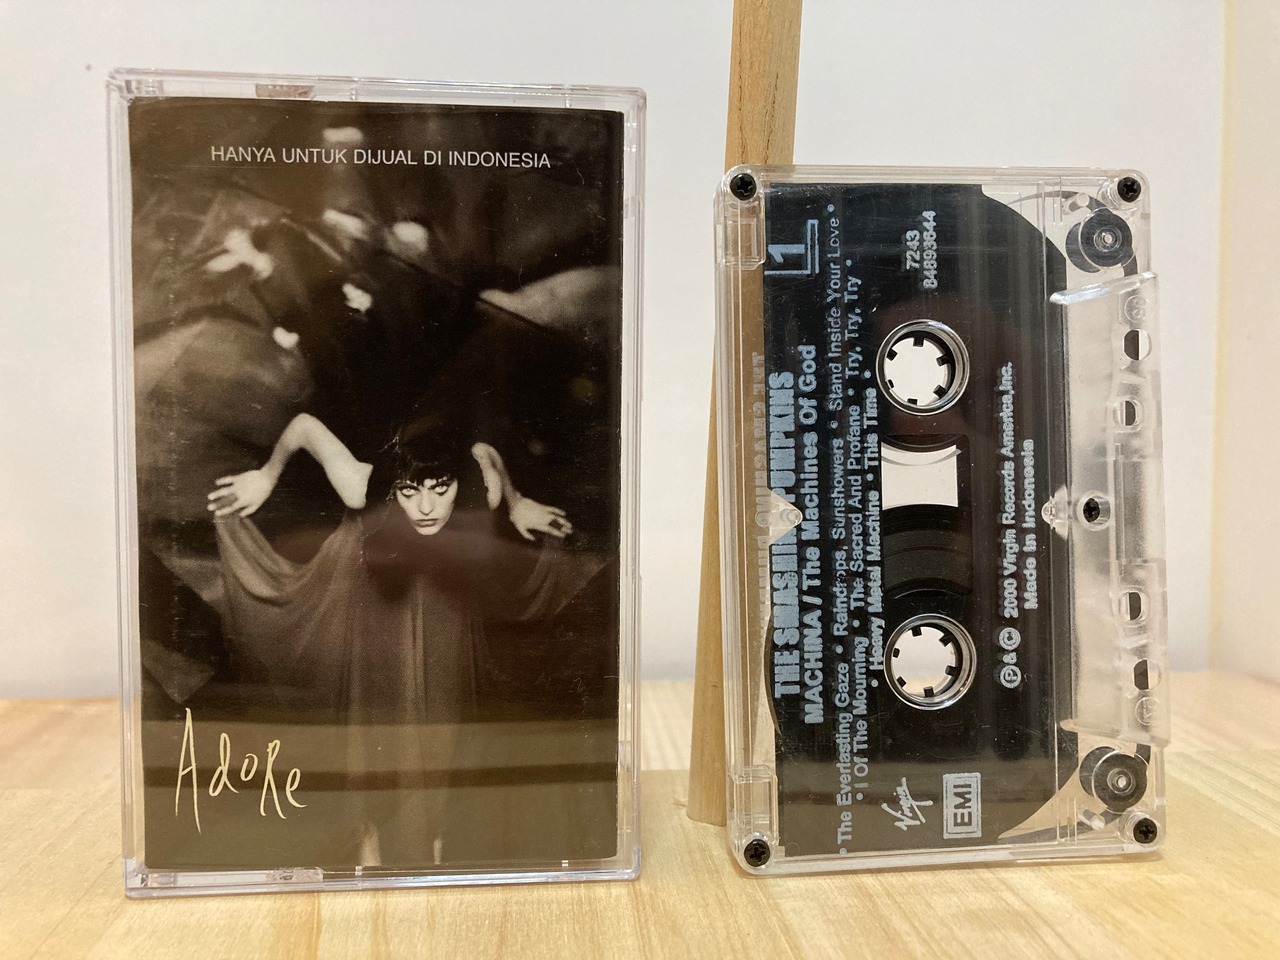 HANYA UNTUK DIJUAL DI INDONESIA
AdoRe
1
THE SMASHING PUMPKINS
MACHINA / The Machines Of God
• The Everlasting Gaze • Raindrops, Sunshowers • Stand Inside Your Love •
• I Of The Mourning • The Sacred And Profane • Try, Try, Try •
• Heavy Metal Machine • This Time •
7243
84893644
Ⓟ & © 2000 Virgin Records America,Inc.
Made In Indonesia
Virgin
EMI